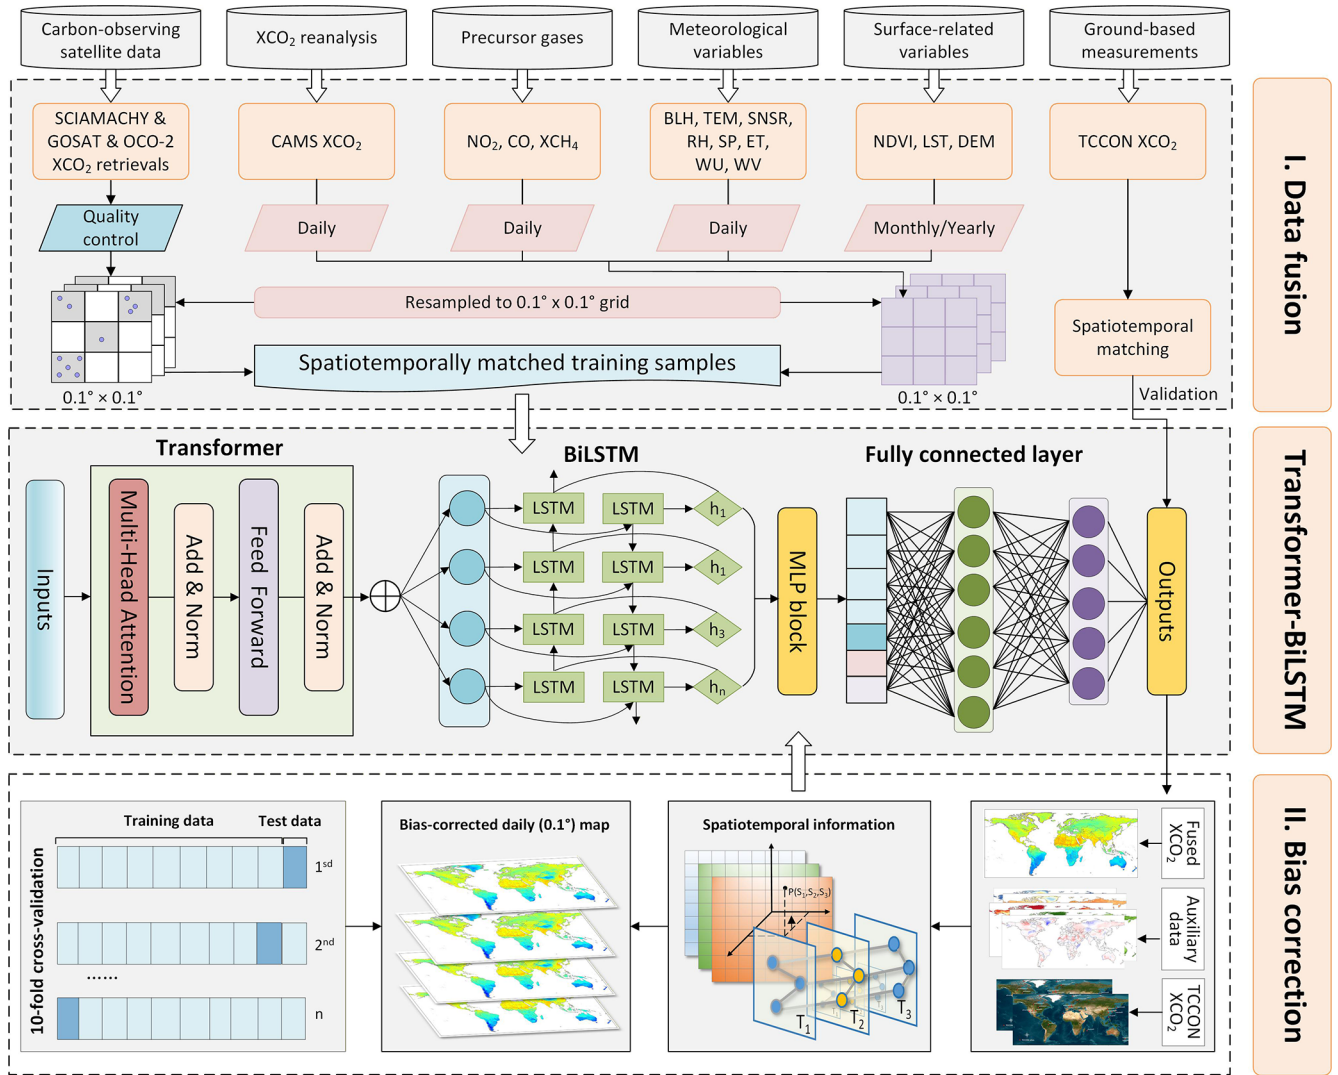 Carbon-observing
satellite data
XCO₂ reanalysis
Precursor gases
Meteorological
variables
Surface-related
variables
Ground-based
measurements
SCIAMACHY &
GOSAT & OCO-2
XCO₂ retrievals
CAMS XCO₂
NO₂, CO, XCH₄
BLH, TEM, SNSR,
RH, SP, ET,
WU, WV
NDVI, LST, DEM
TCCON XCO₂
Quality
control
Daily
Daily
Daily
Monthly/Yearly
Resampled to 0.1° x 0.1° grid
Spatiotemporally matched training samples
0.1° × 0.1°
0.1° × 0.1°
Spatiotemporal
matching
Validation
I. Data fusion
Transformer
BiLSTM
Fully connected layer
Inputs
Multi-Head Attention
Add & Norm
Feed Forward
Add & Norm
LSTM
LSTM
h₁
LSTM
LSTM
h₁
LSTM
LSTM
h₃
LSTM
LSTM
hₙ
MLP block
Outputs
Transformer-BiLSTM
10-fold cross-validation
Training data
Test data
1ˢᵈ
2ⁿᵈ
......
n
Bias-corrected daily (0.1°) map
Spatiotemporal information
P(S₁,S₂,S₃)
T₁
T₂
T₃
Fused
XCO₂
Auxiliary
data
TCCON
XCO₂
II. Bias correction